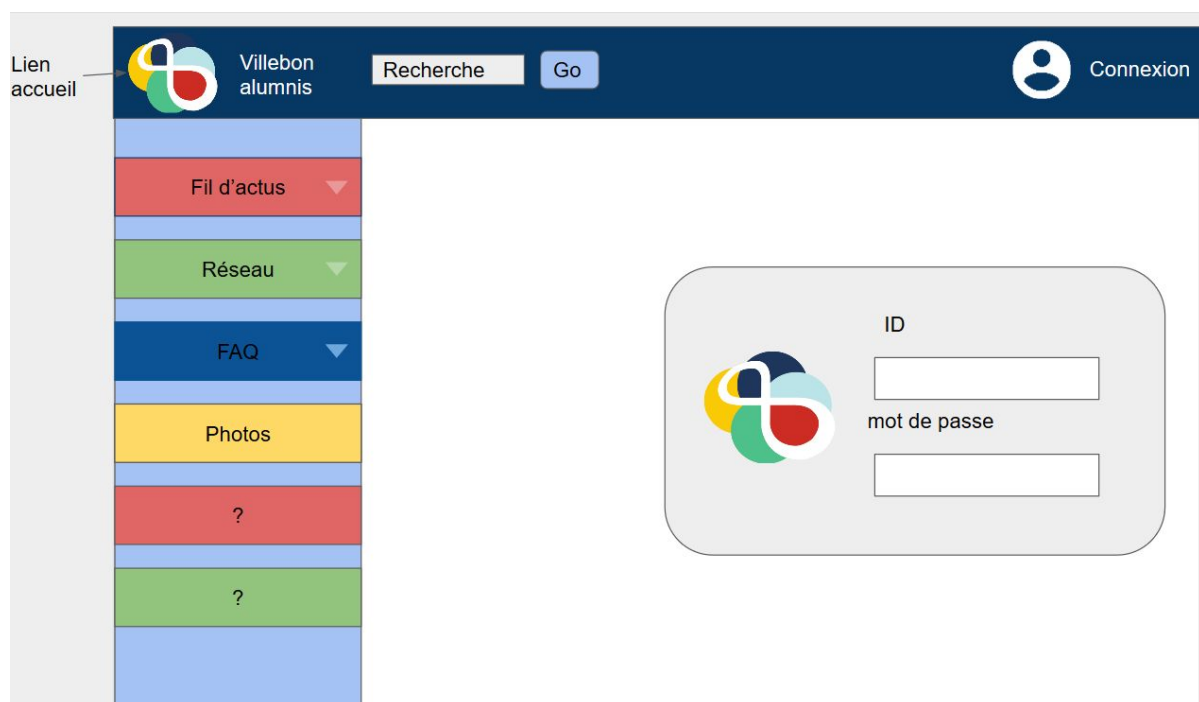 Lien
accueil
Villebon
alumnis
Recherche
Go
Connexion
Fil d'actus
Réseau
FAQ
Photos
?
?
ID
mot de passe